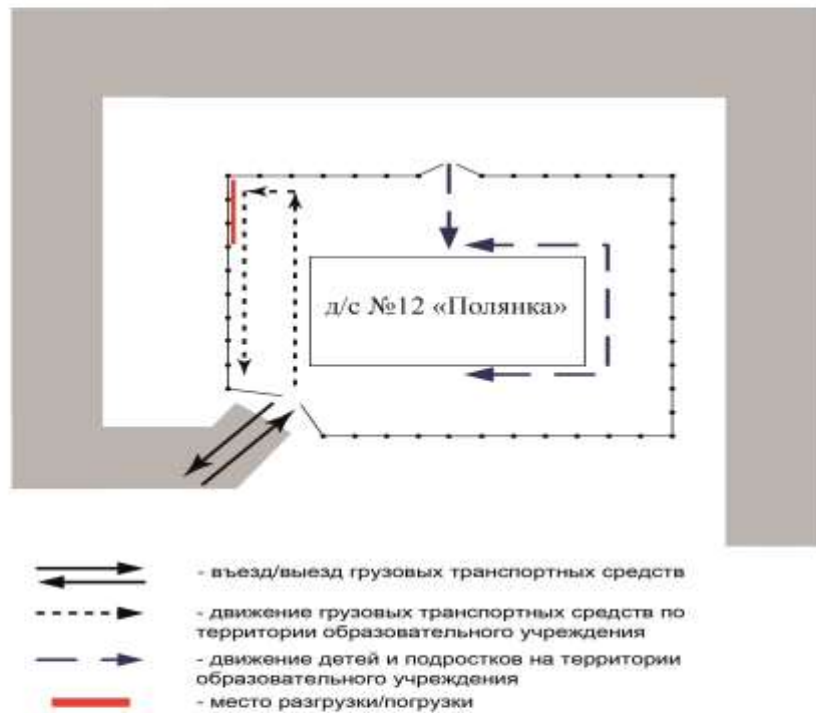 д/с №12 «Полянка»
- въезд/выезд грузовых транспортных средств
- движение грузовых транспортных средств по
территории образовательного учреждения
- движение детей и подростков на территории
образовательного учреждения
- место разгрузки/погрузки